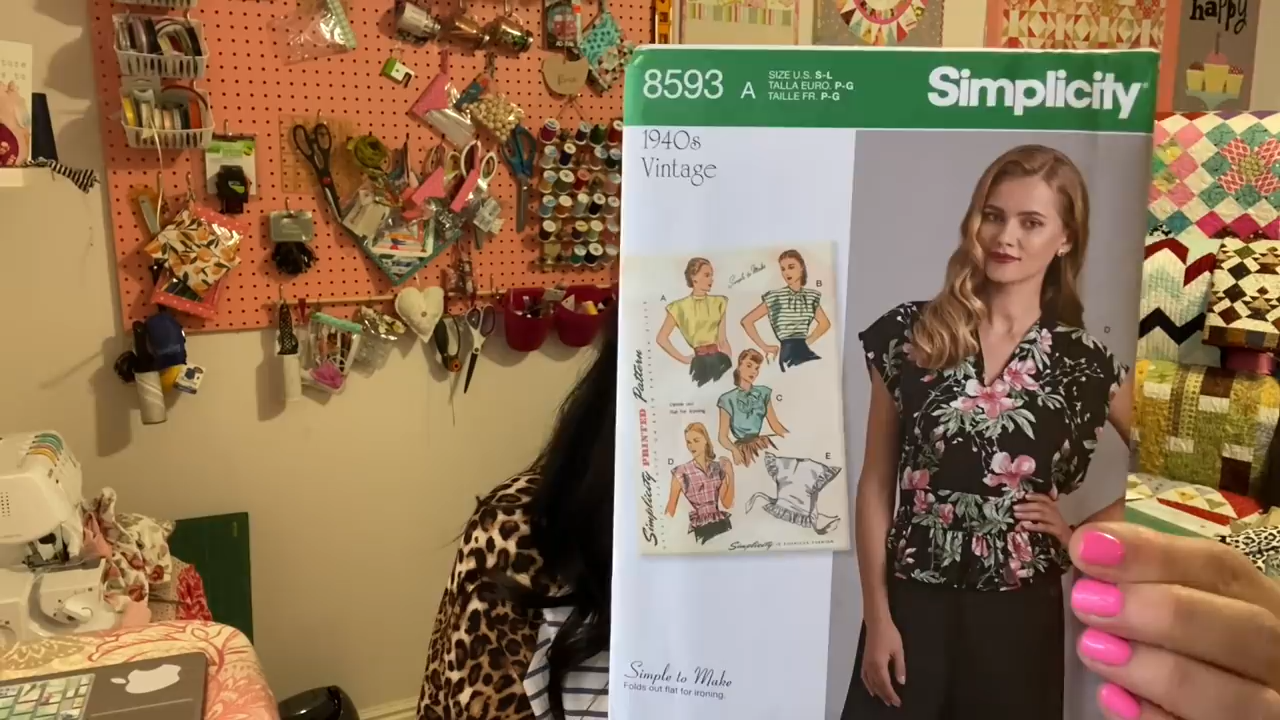 happy
8593
A
SIZE U.S. S-L
TALLA EURO. P-G
TAILLE FR. P-G
Simplicity
1940s
Vintage
Simple to Make
A
B
C
D
E
Simplicity PRINTED Pattern
Simplicity
D
Simple to Make
Folds out flat for ironing.